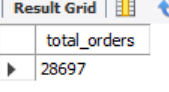 Result Grid
total_orders
28697